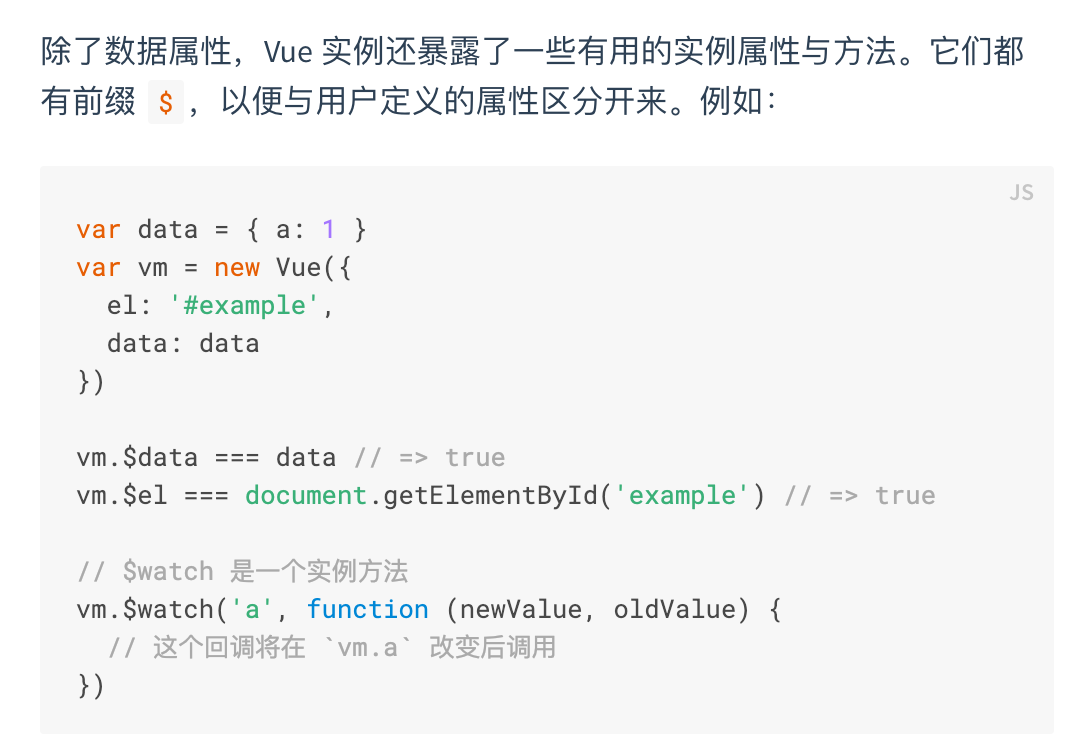 除了数据属性，Vue 实例还暴露了一些有用的实例属性与方法。它们都
有前缀 $，以便与用户定义的属性区分开来。例如：
JS
var data = { a: 1 }
var vm = new Vue({
  el: '#example',
  data: data
})

vm.$data === data // => true
vm.$el === document.getElementById('example') // => true

// $watch 是一个实例方法
vm.$watch('a', function (newValue, oldValue) {
  // 这个回调将在 `vm.a` 改变后调用
})